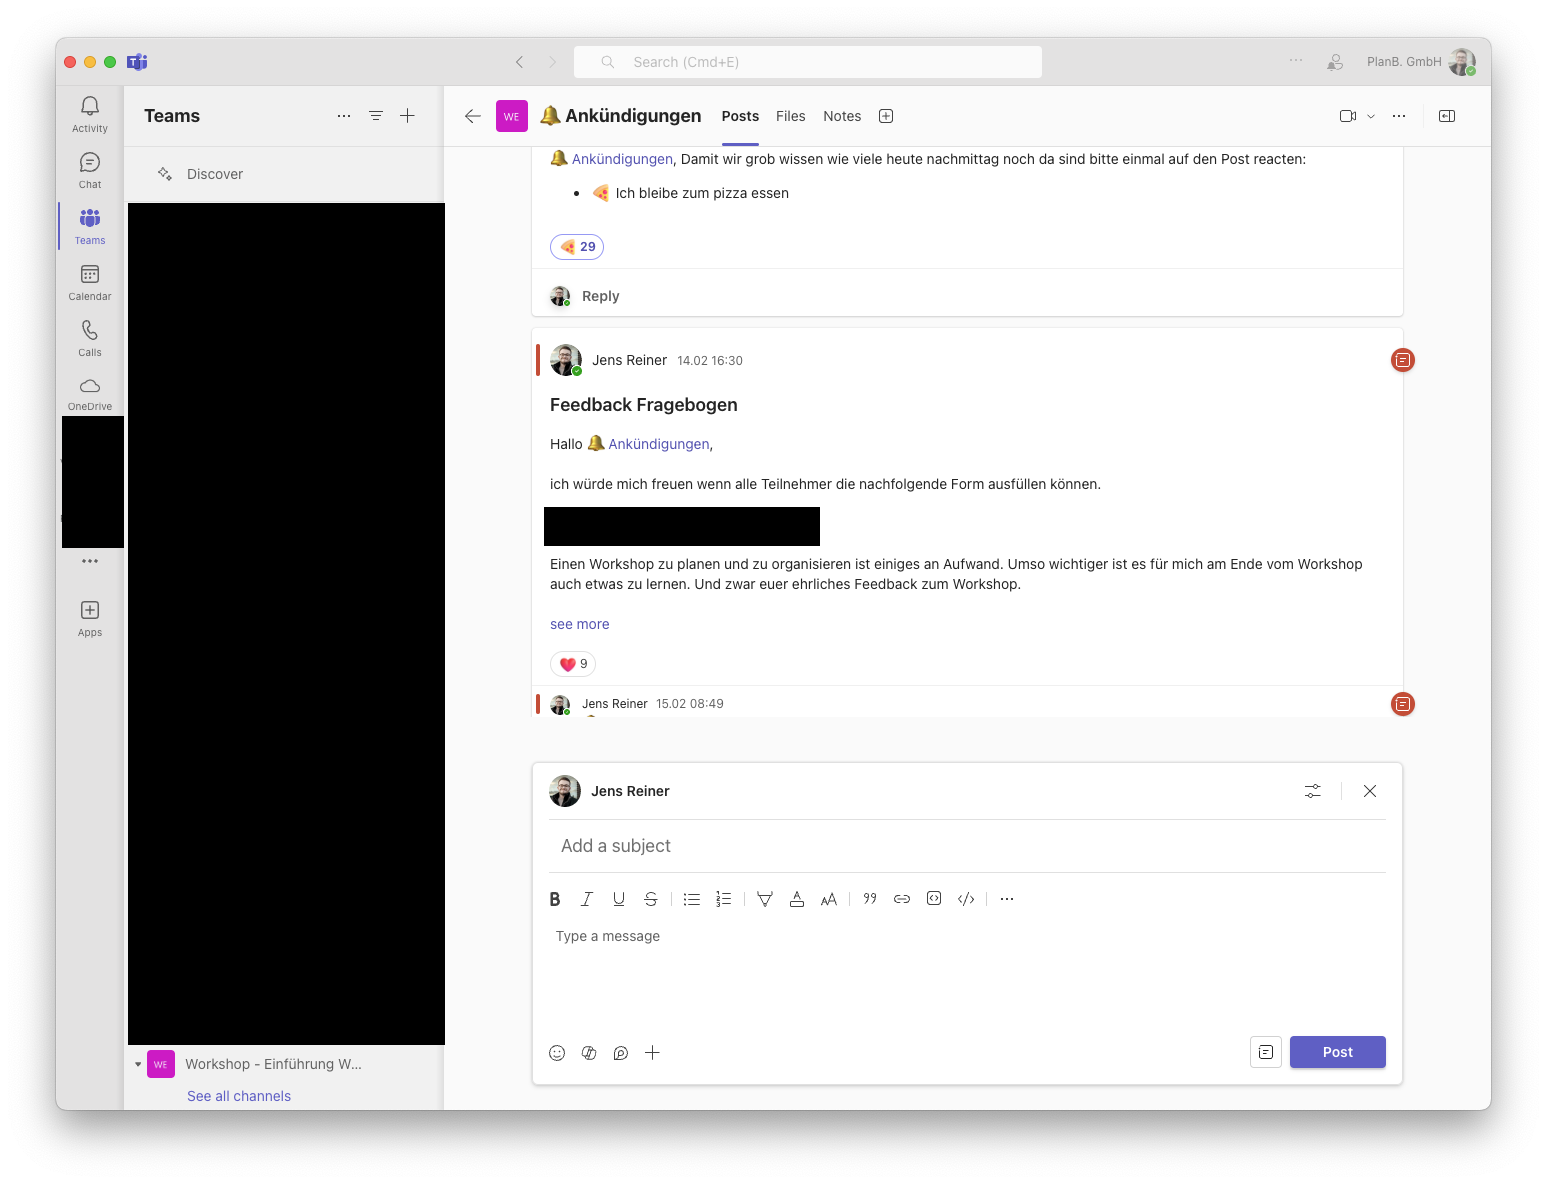 Search (Cmd+E)
PlanB. GmbH
Activity
Chat
Teams
Calendar
Calls
OneDrive
Apps
Teams
Discover
WE Workshop - Einführung W...
See all channels
WE 🔔 Ankündigungen Posts Files Notes
🔔 Ankündigungen, Damit wir grob wissen wie viele heute nachmittag noch da sind bitte einmal auf den Post reacten:
• 🍕 Ich bleibe zum pizza essen
🍕 29
Reply
Jens Reiner 14.02 16:30
Feedback Fragebogen
Hallo 🔔 Ankündigungen,
ich würde mich freuen wenn alle Teilnehmer die nachfolgende Form ausfüllen können.
Einen Workshop zu planen und zu organisieren ist einiges an Aufwand. Umso wichtiger ist es für mich am Ende vom Workshop
auch etwas zu lernen. Und zwar euer ehrliches Feedback zum Workshop.
see more
9
Jens Reiner 15.02 08:49
Jens Reiner
Add a subject
Type a message
Post